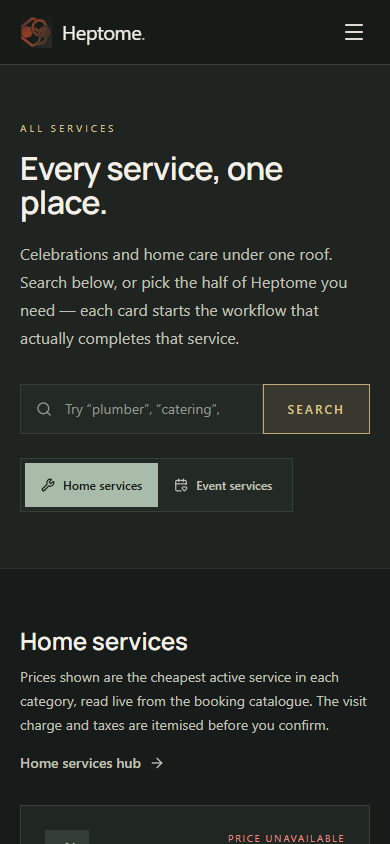 Heptome.
ALL SERVICES
Every service, one
place.
Celebrations and home care under one roof.
Search below, or pick the half of Heptome you
need — each card starts the workflow that
actually completes that service.
Try “plumber”, “catering”,
SEARCH
Home services
Event services
Home services
Prices shown are the cheapest active service in each
category, read live from the booking catalogue. The visit
charge and taxes are itemised before you confirm.
Home services hub
PRICE UNAVAILABLE